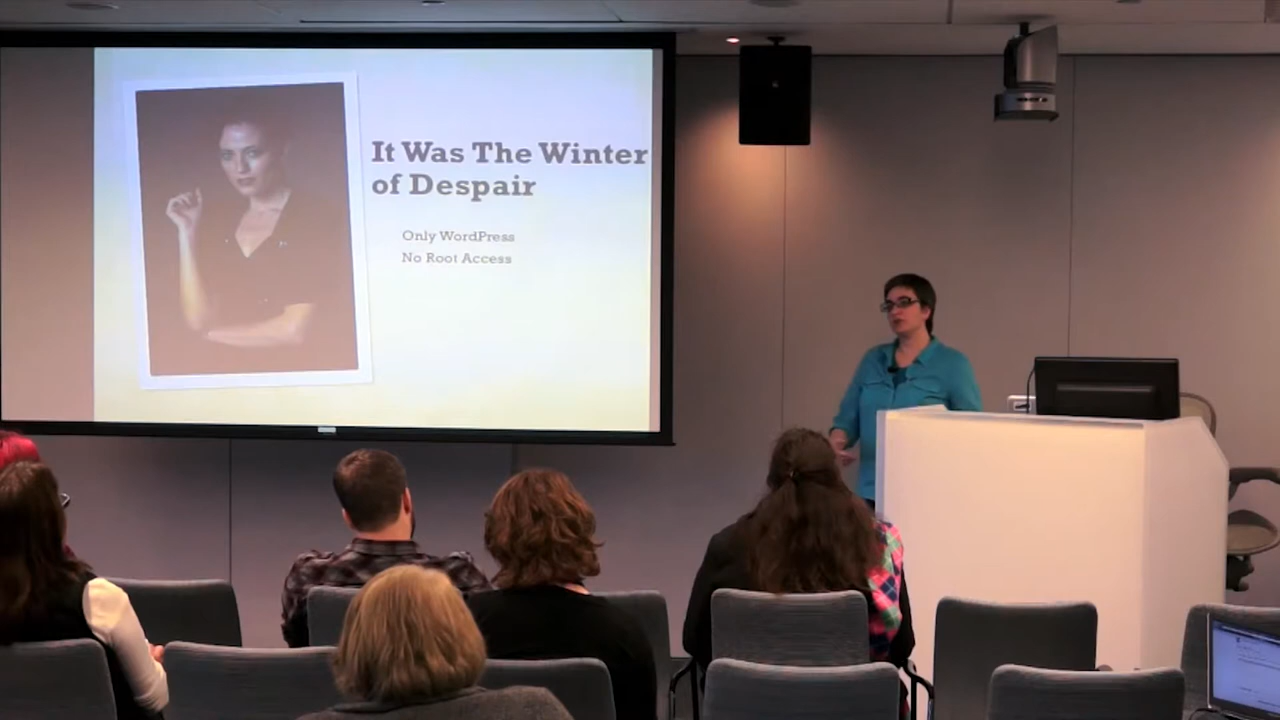 It Was The Winter
of Despair
Only WordPress
No Root Access